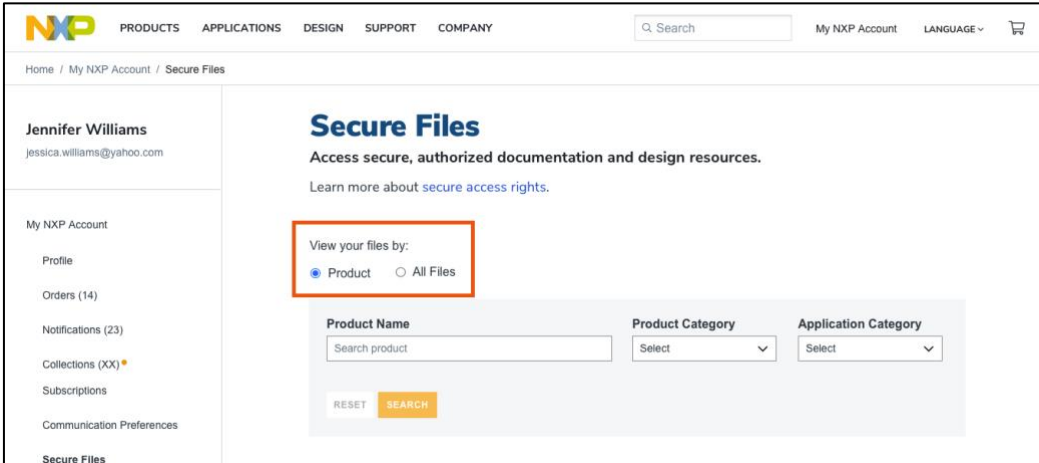 NXP PRODUCTS APPLICATIONS DESIGN SUPPORT COMPANY Search My NXP Account LANGUAGE
Home / My NXP Account / Secure Files
Jennifer Williams
jessica.williams@yahoo.com
My NXP Account
Profile
Orders (14)
Notifications (23)
Collections (XX)
Subscriptions
Communication Preferences
Secure Files
Secure Files
Access secure, authorized documentation and design resources.
Learn more about secure access rights.
View your files by:
Product All Files
Product Name Product Category Application Category
Search product Select Select
RESET SEARCH